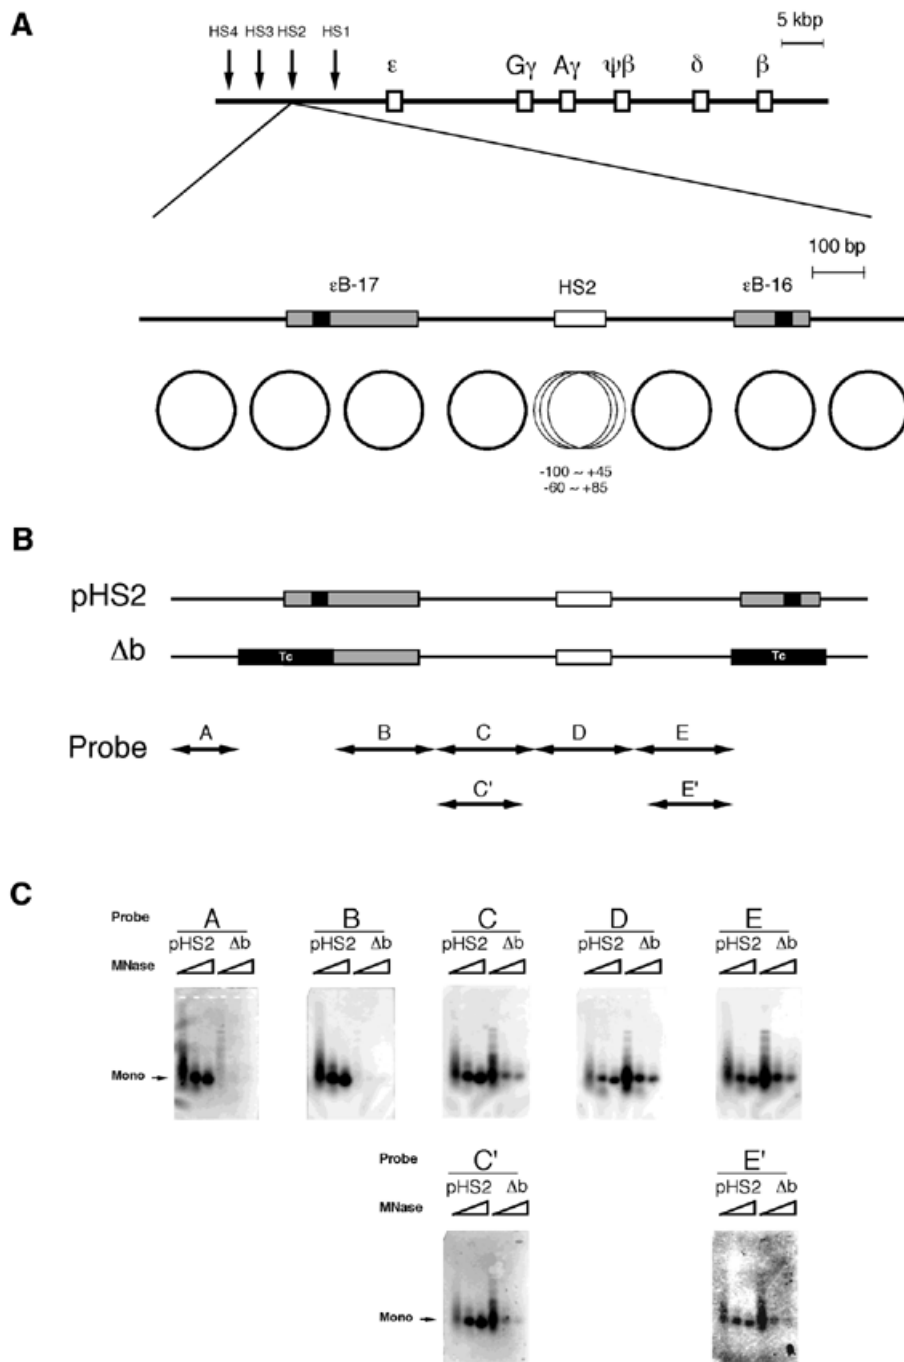 A
5 kbp
HS4 HS3 HS2 HS1
ε Gγ Aγ ψβ δ β
100 bp
εB-17 HS2 εB-16
-100 ~ +45
-60 ~ +85
B
pHS2
Δb Tc Tc
Probe A B C D E
C' E'
C
Probe A B C D E
pHS2 Δb pHS2 Δb pHS2 Δb pHS2 Δb pHS2 Δb
MNase
Mono
Probe C' E'
pHS2 Δb pHS2 Δb
MNase
Mono